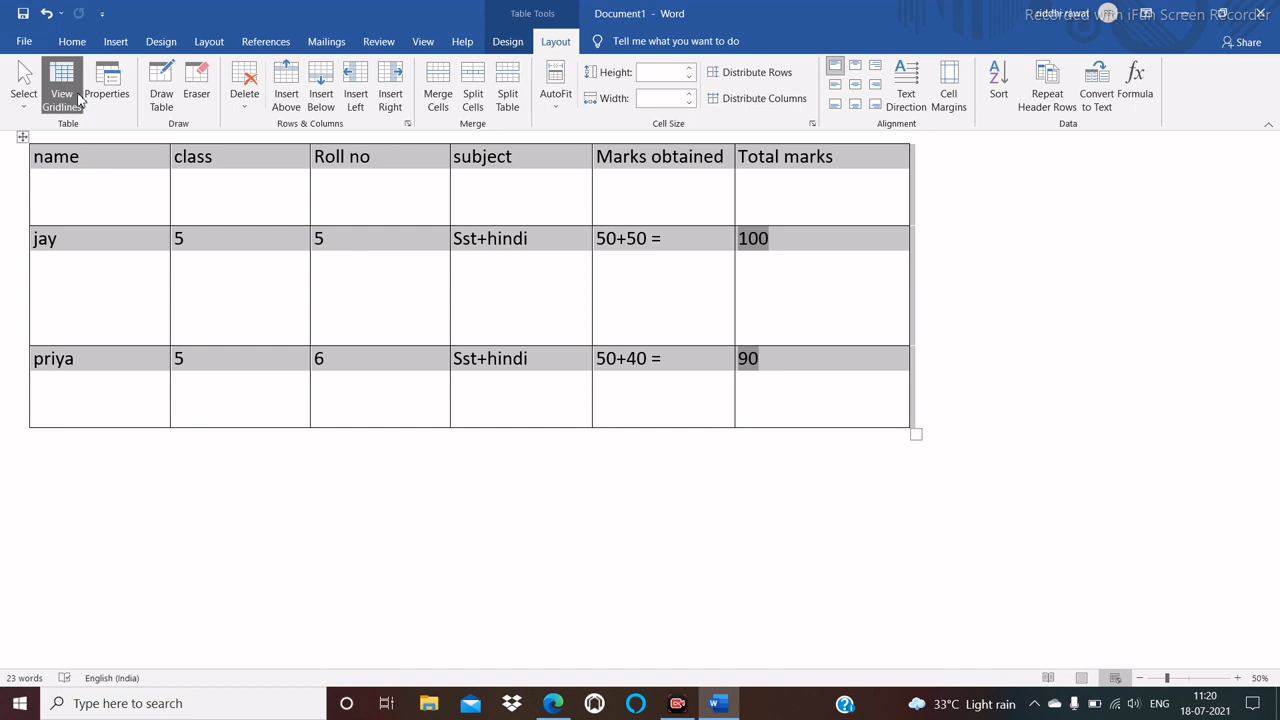 Table Tools
Document1 - Word
riddhi rawat
Recorded with iFun Screen Recorder
File Home Insert Design Layout References Mailings Review View Help Design Layout Tell me what you want to do Share
Select View Gridlines Properties Draw Table Eraser Delete Insert Above Insert Below Insert Left Insert Right Merge Cells Split Cells Split Table AutoFit
Height: Distribute Rows
Width: Distribute Columns
Text Direction Cell Margins Sort Repeat Header Rows Convert to Text Formula
Table Draw Rows & Columns Merge Cell Size Alignment Data
name class Roll no subject Marks obtained Total marks
jay 5 5 Sst+hindi 50+50 = 100
priya 5 6 Sst+hindi 50+40 = 90
23 words English (India) 50%
Type here to search 33°C Light rain ENG 11:20
18-07-2021